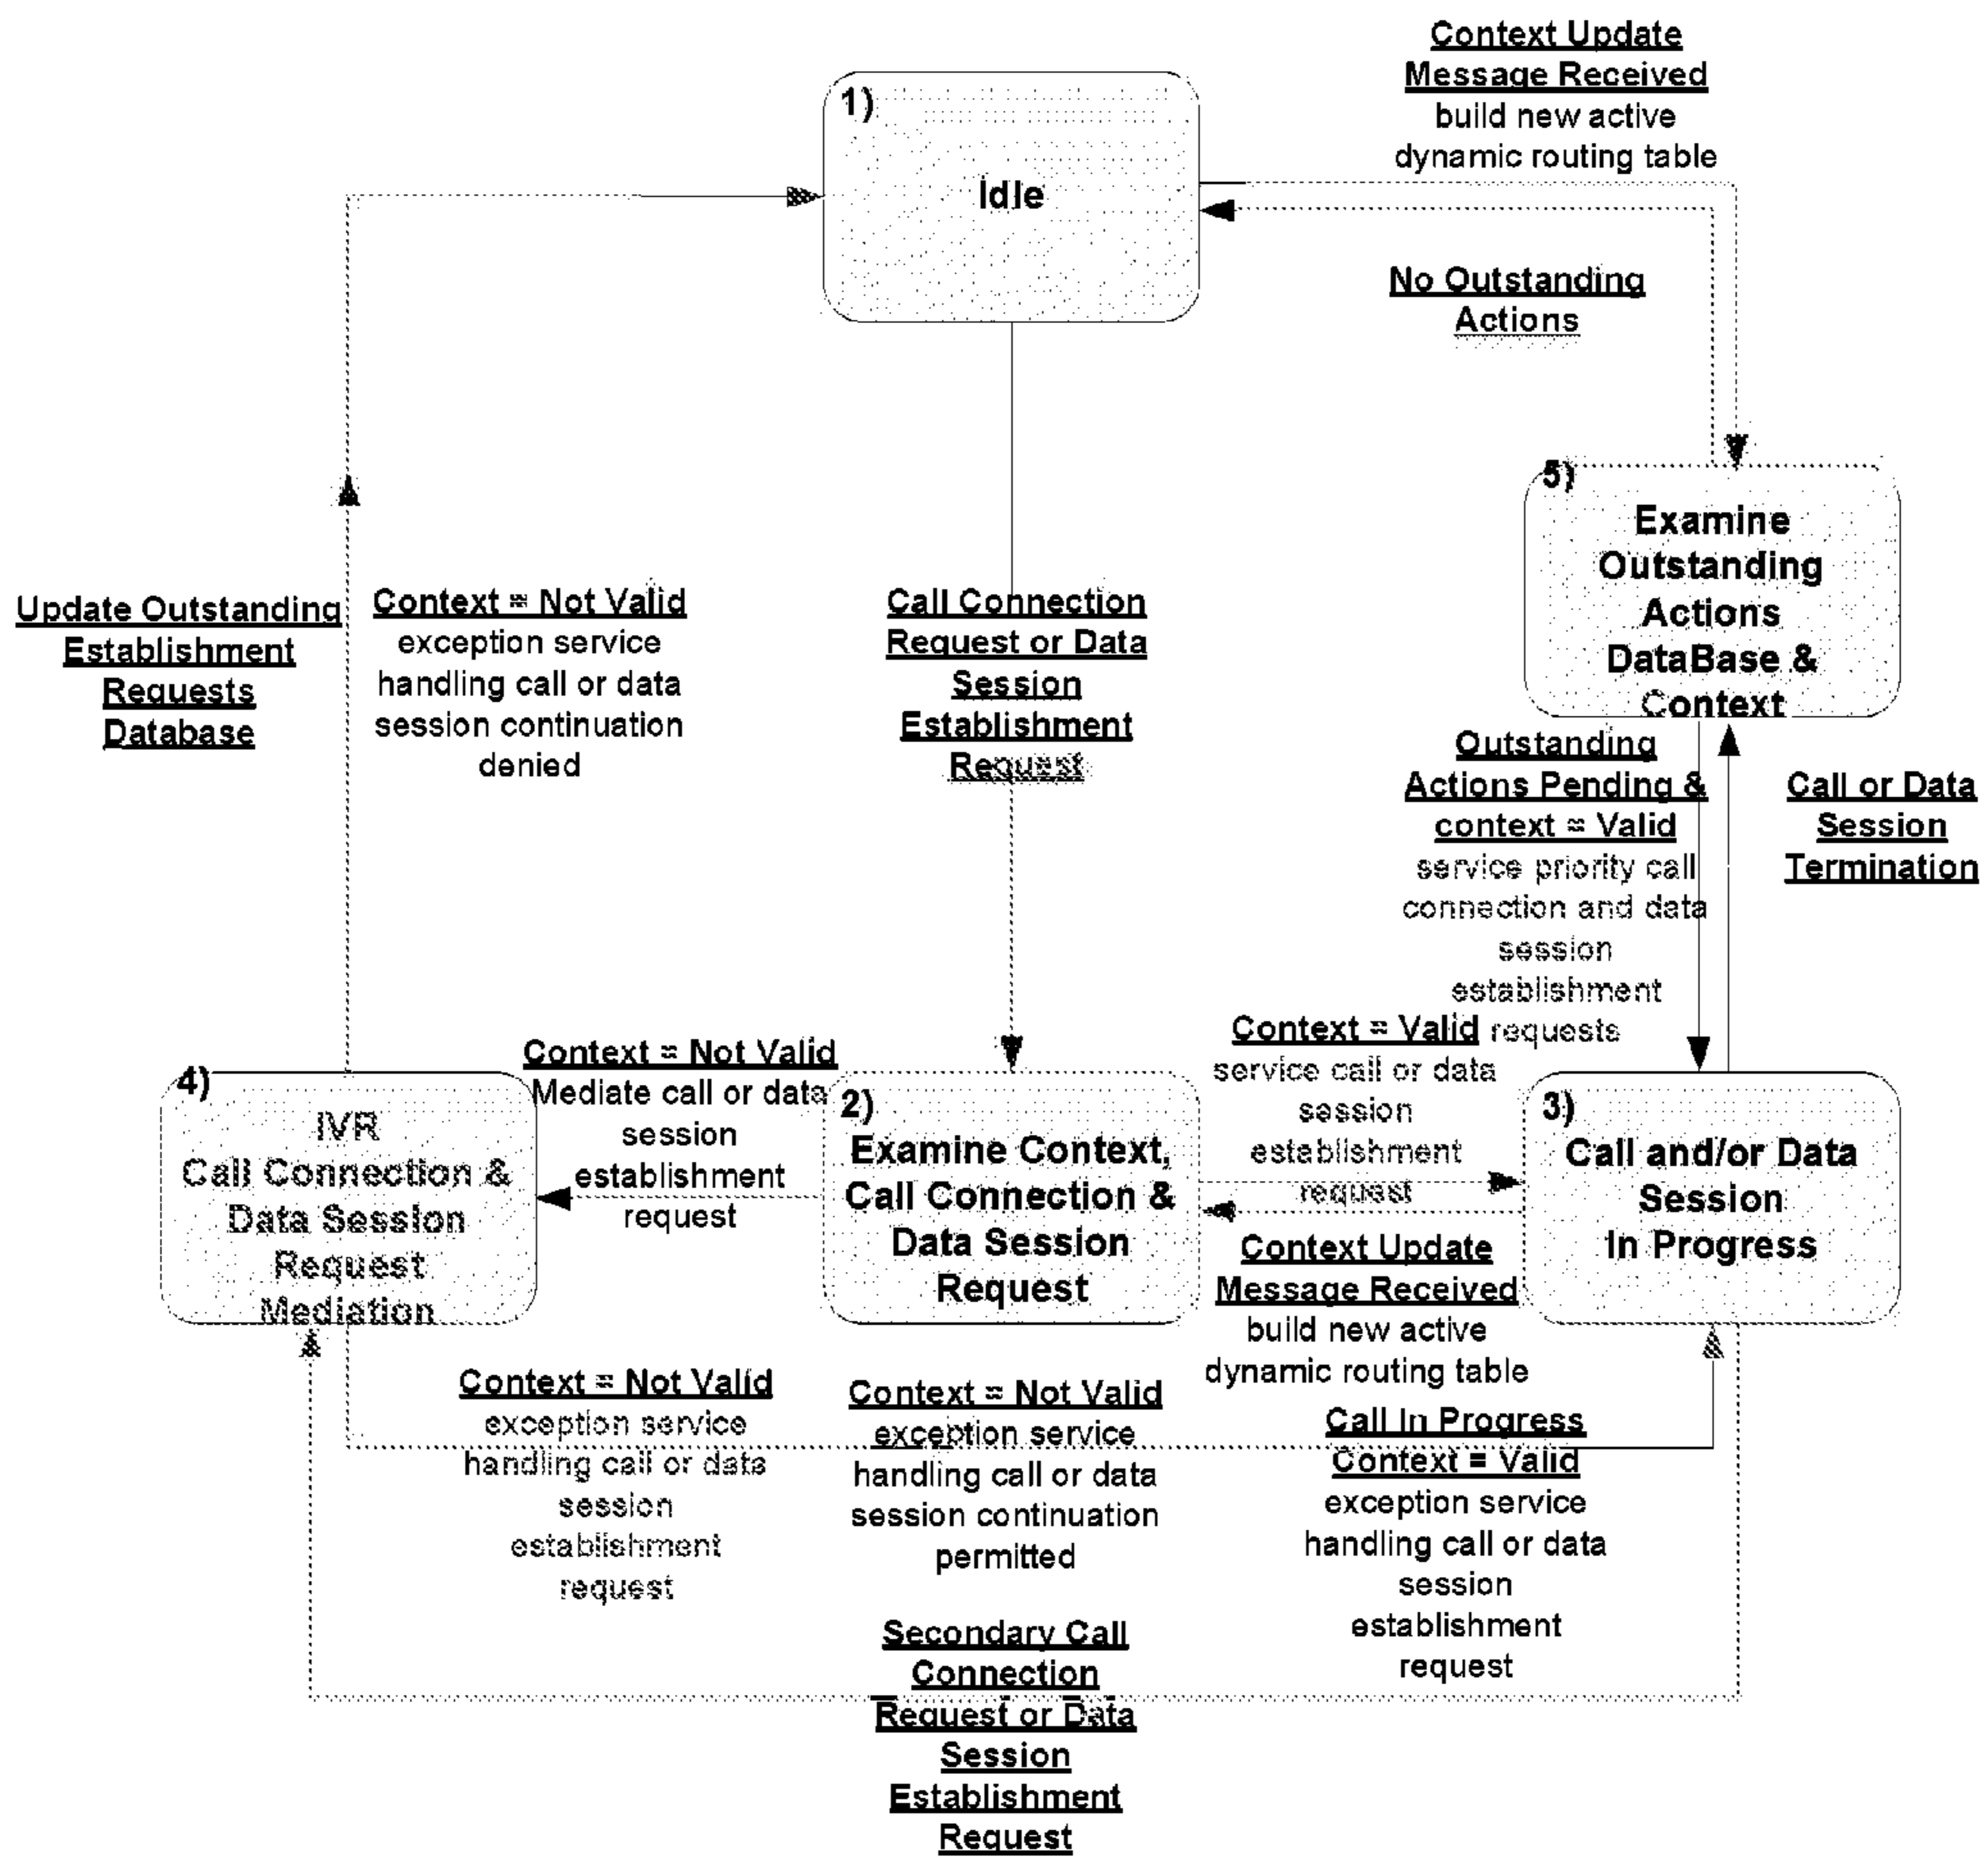 Context Update
Message Received
build new active
dynamic routing table
1)
Idle
No Outstanding
Actions
5)
Examine
Outstanding
Actions
DataBase &
Context
Update Outstanding
Establishment
Requests
Database
Context = Not Valid
exception service
handling call or data
session continuation
denied
Call Connection
Request or Data
Session
Establishment
Request
Outstanding
Actions Pending &
context = Valid
service priority call
connection and data
session
establishment
requests
Call or Data
Session
Termination
Context = Not Valid
Mediate call or data
session
establishment
request
Context = Valid
service call or data
session
establishment
request
4)
IVR
Call Connection &
Data Session
Request
Mediation
2)
Examine Context,
Call Connection &
Data Session
Request
3)
Call and/or Data
Session
In Progress
Context Update
Message Received
build new active
dynamic routing table
Context = Not Valid
exception service
handling call or data
session
establishment
request
Context = Not Valid
exception service
handling call or data
session continuation
permitted
Call In Progress
Context = Valid
exception service
handling call or data
session
establishment
request
Secondary Call
Connection
Request or Data
Session
Establishment
Request